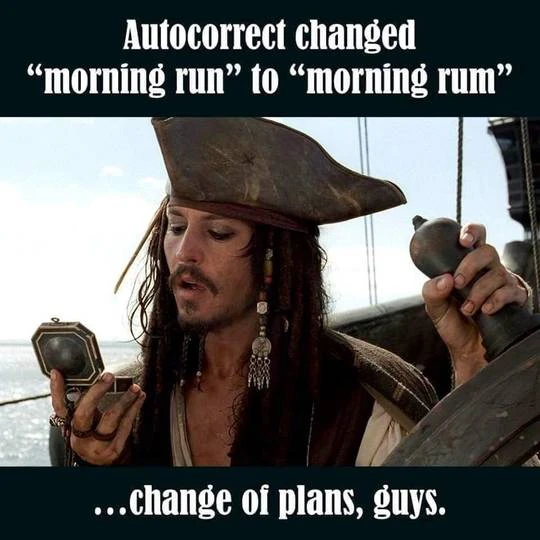 Autocorrect changed
“morning run” to “morning rum”
...change of plans, guys.